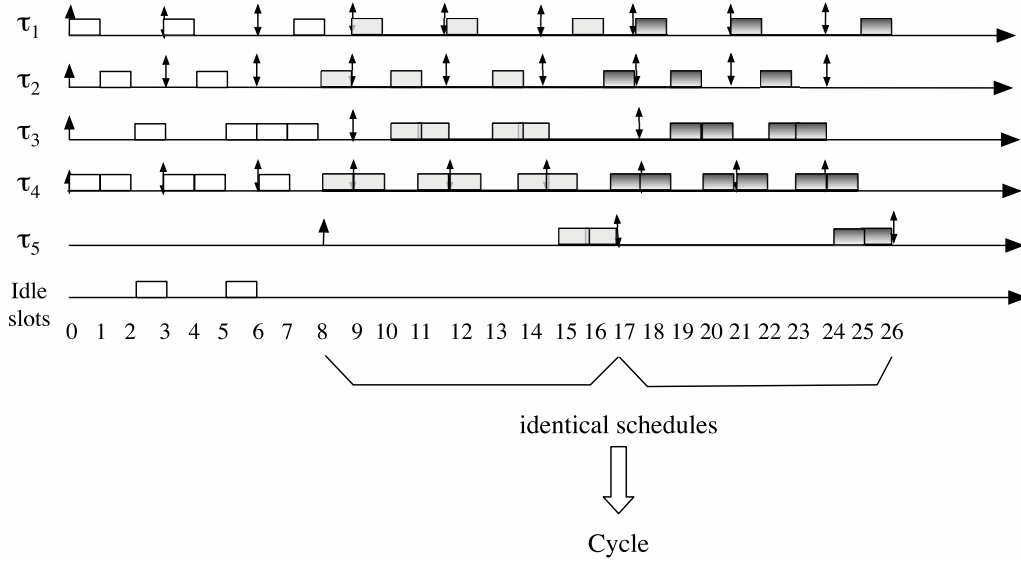 τ1
τ2
τ3
τ4
τ5
Idle
slots
0 1 2 3 4 5 6 7 8 9 10 11 12 13 14 15 16 17 18 19 20 21 22 23 24 25 26
identical schedules
Cycle